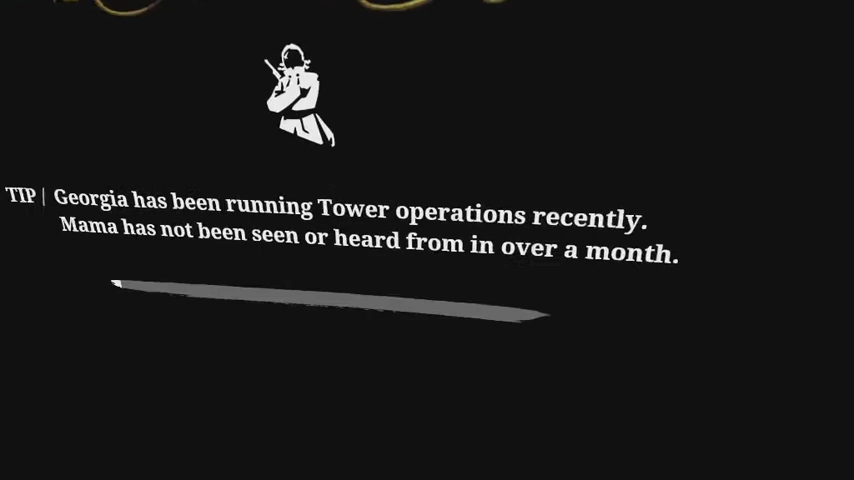 TIP | Georgia has been running Tower operations recently.
Mama has not been seen or heard from in over a month.